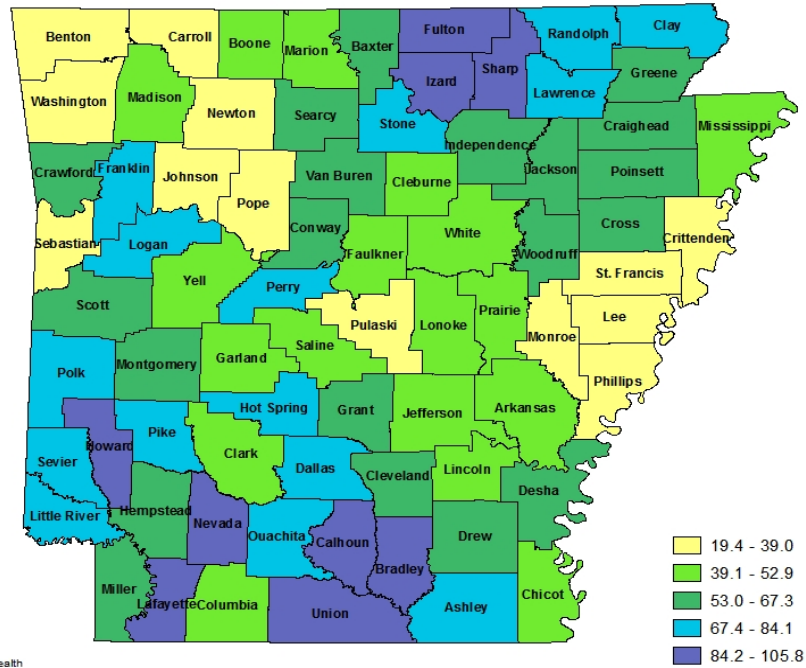 Benton
Carroll
Boone
Marion
Baxter
Fulton
Randolph
Clay
Izard
Sharp
Greene
Lawrence
Washington
Madison
Newton
Searcy
Stone
Craighead
Mississippi
Independence
Jackson
Poinsett
Crawford
Franklin
Johnson
Pope
Van Buren
Cleburne
Cross
Crittenden
Sebastian
Logan
Conway
White
Woodruff
Faulkner
St. Francis
Yell
Perry
Scott
Pulaski
Lonoke
Prairie
Monroe
Lee
Saline
Garland
Montgomery
Polk
Phillips
Hot Spring
Grant
Jefferson
Arkansas
Pike
Howard
Clark
Sevier
Dallas
Cleveland
Lincoln
Desha
Little River
Hempstead
Nevada
Ouachita
Calhoun
Drew
Bradley
Miller
Lafayette
Columbia
Union
Ashley
Chicot
19.4 - 39.0
39.1 - 52.9
53.0 - 67.3
67.4 - 84.1
84.2 - 105.8
ealth